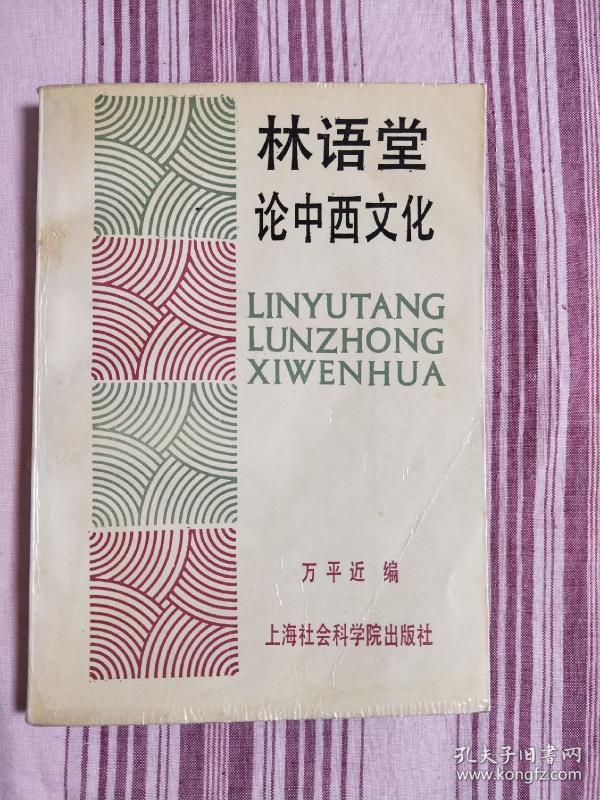 林语堂
论中西文化
LINYUTANG
LUNZHONG
XIWENHUA
万平近 编
上海社会科学院出版社
孔夫子旧书网
www.kongfz.com